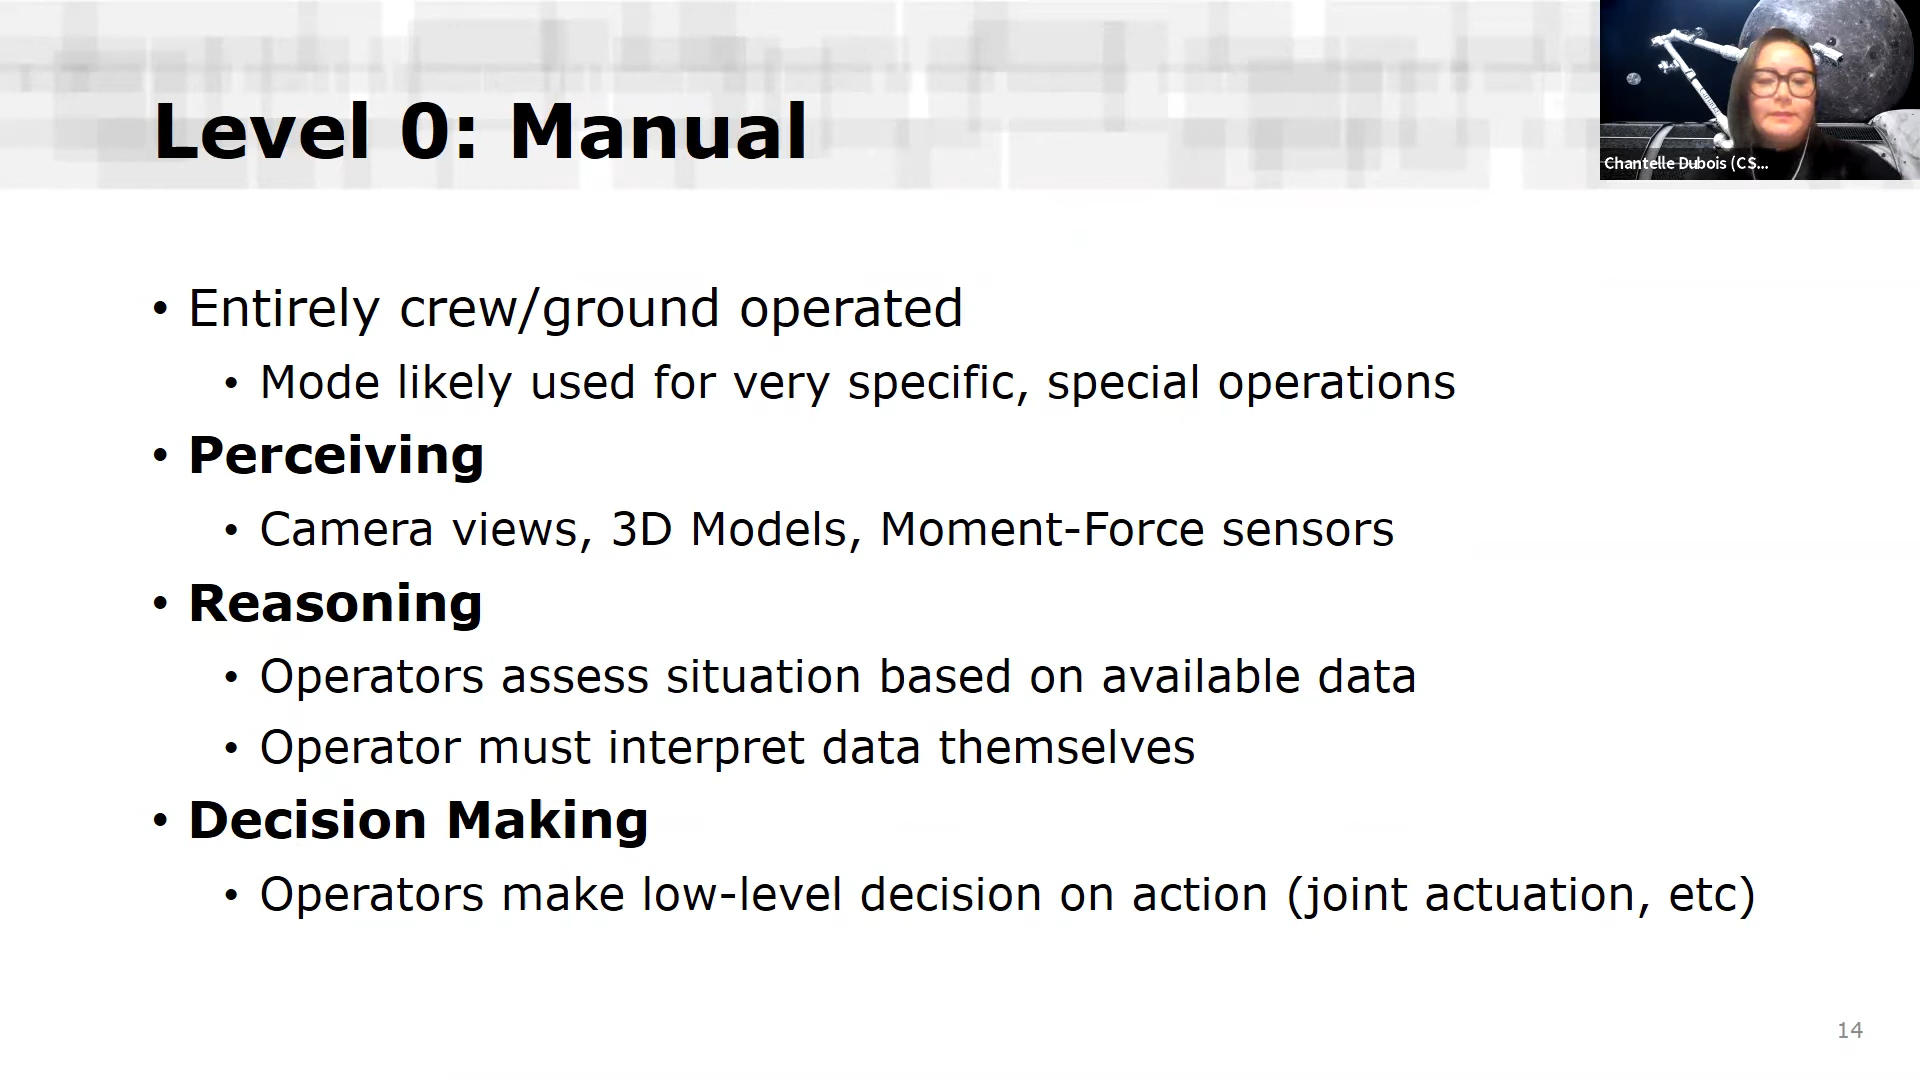 Level 0: Manual
Chantelle Dubois (CS...
• Entirely crew/ground operated
• Mode likely used for very specific, special operations
• Perceiving
• Camera views, 3D Models, Moment-Force sensors
• Reasoning
• Operators assess situation based on available data
• Operator must interpret data themselves
• Decision Making
• Operators make low-level decision on action (joint actuation, etc)
14